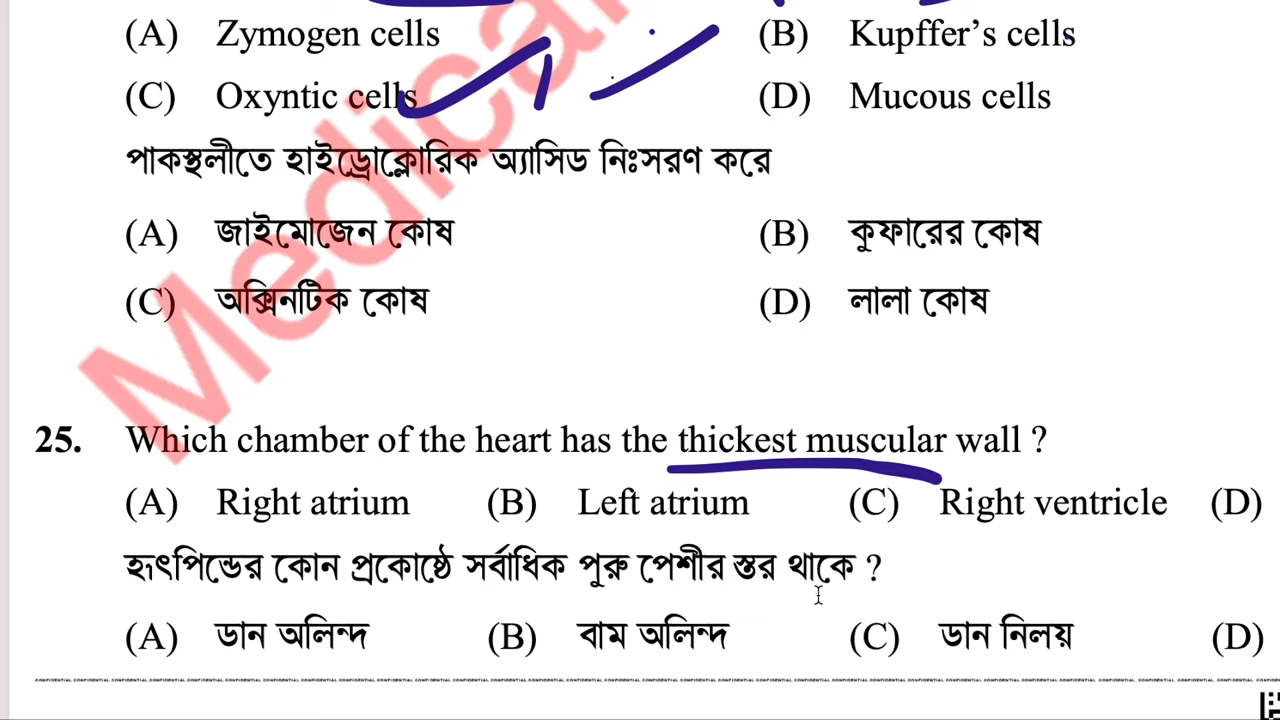 (A) Zymogen cells (B) Kupffer's cells
(C) Oxyntic cells (D) Mucous cells
পাকস্থলীতে হাইড্রোক্লোরিক অ্যাসিড নিঃসরণ করে
(A) জাইমোজেন কোষ (B) কুফারের কোষ
(C) অক্সিনটিক কোষ (D) লালা কোষ
25. Which chamber of the heart has the thickest muscular wall ?
(A) Right atrium (B) Left atrium (C) Right ventricle (D)
হৃৎপিন্ডের কোন প্রকোষ্ঠে সর্বাধিক পুরু পেশীর স্তর থাকে ?
(A) ডান অলিন্দ (B) বাম অলিন্দ (C) ডান নিলয় (D)
Medical